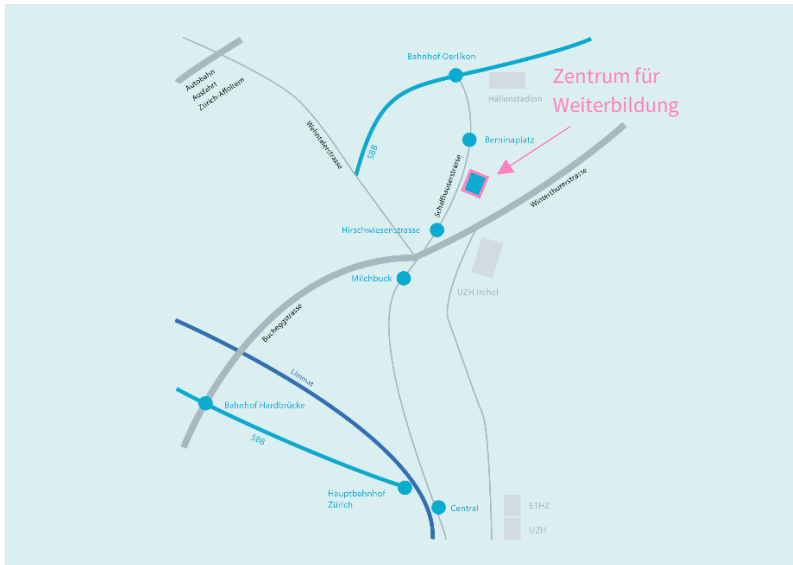 Bahnhof Oerlikon
Zentrum für
Weiterbildung
Autobahn
Ausfahrt
Zürich-Affoltern
Hallenstadion
Wehntalerstrasse
SBB
Berninaplatz
Schaffhauserstrasse
Winterthurerstrasse
Hirschwiesenstrasse
Milchbuck
UZH Irchel
Bucheggstrasse
Limmat
Bahnhof Hardbrücke
SBB
Hauptbahnhof
Zürich
Central
ETHZ
UZH